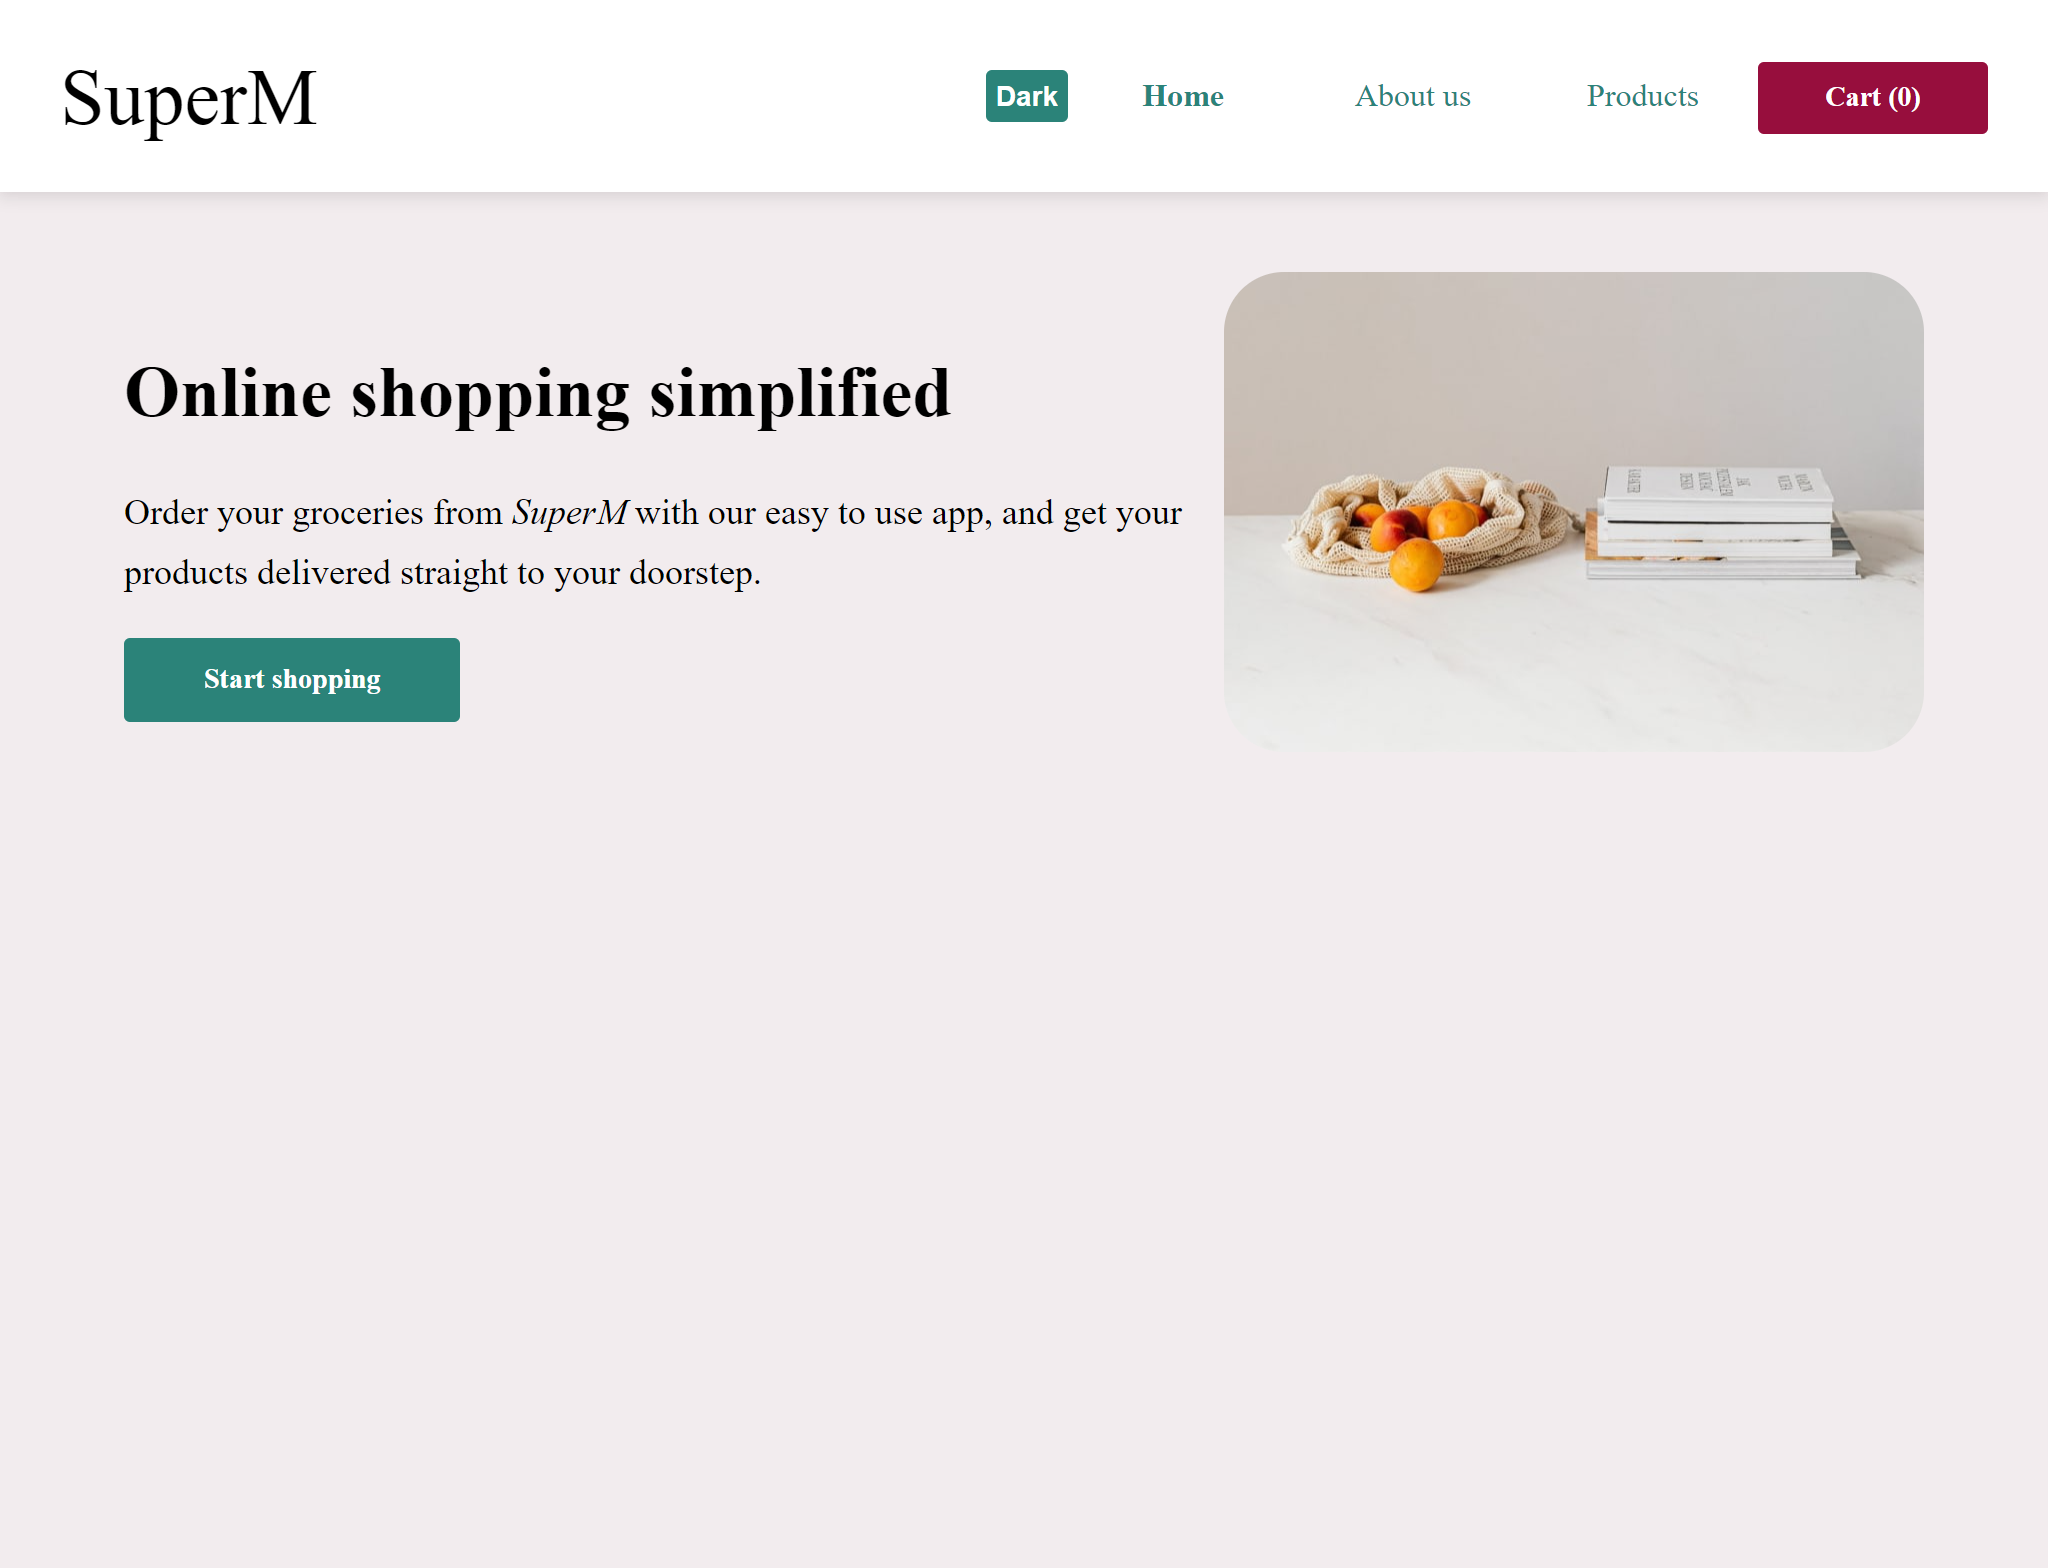 SuperM
Dark
Home
About us
Products
Cart (0)
Online shopping simplified
Order your groceries from SuperM with our easy to use app, and get your
products delivered straight to your doorstep.
Start shopping